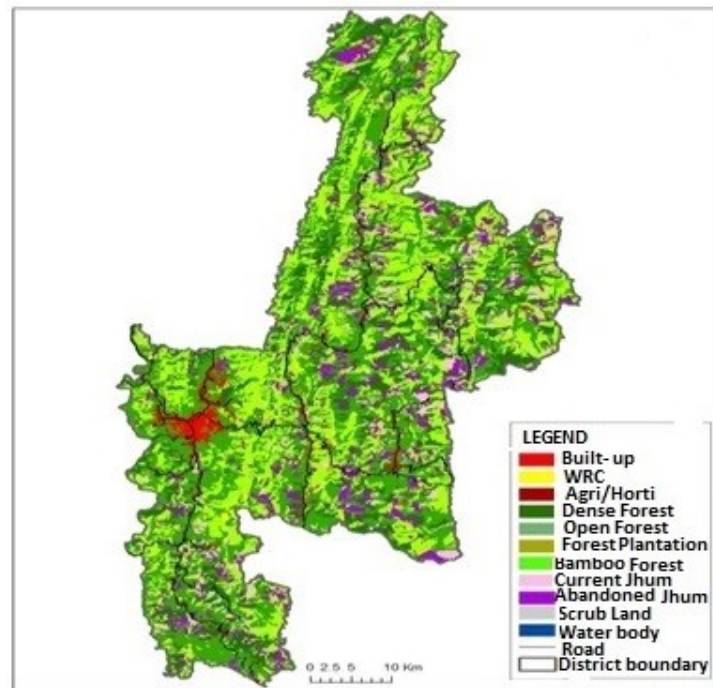 LEGEND
Built-up
WRC
Agri/Horti
Dense Forest
Open Forest
Forest Plantation
Bamboo Forest
Current Jhum
Abandoned Jhum
Scrub Land
Water body
Road
District boundary
0 2.5 5 10 Km